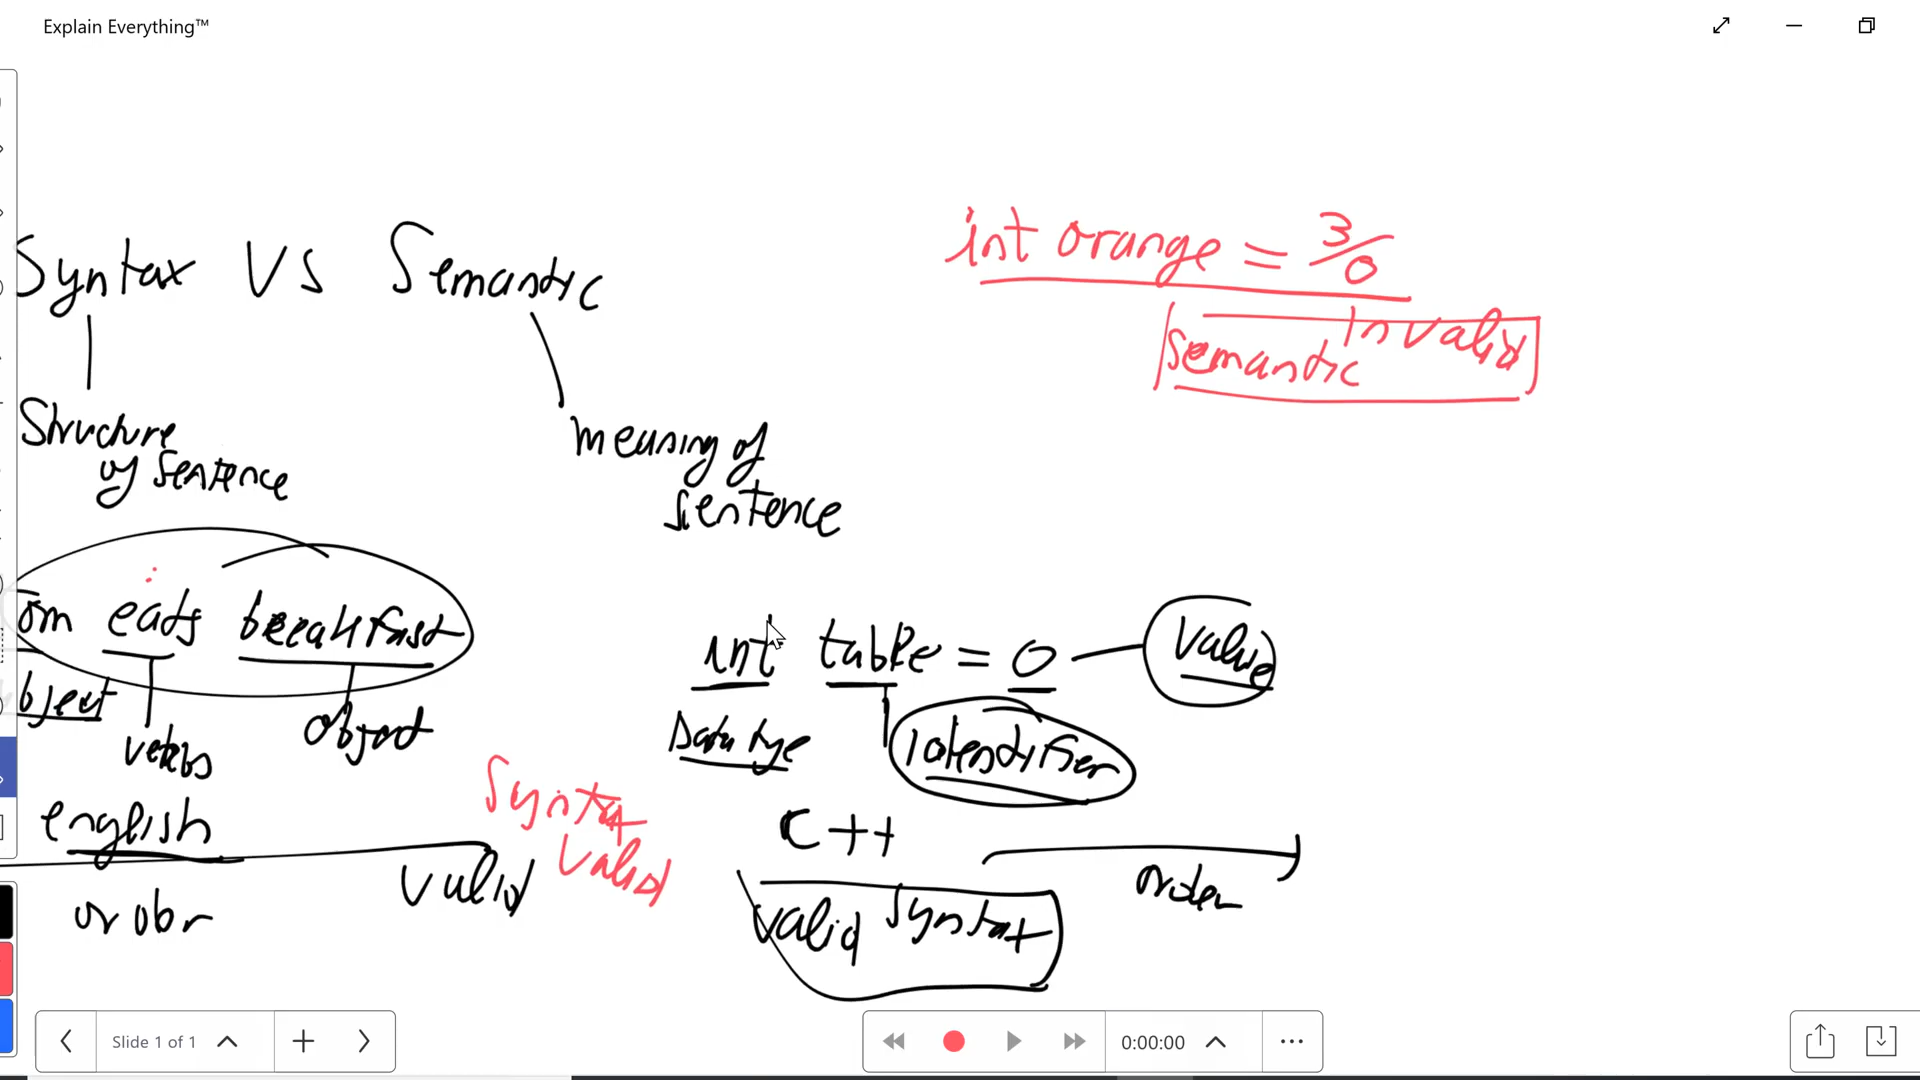 Explain Everything™
int orange = 3/0
Syntax VS Semantic
Invalid
Semantic
Structure
of Sentence
meaning of
sentence
om eats breakfast
int table = 0
Value
bject
verbs
object
Data type
identifier
english
Syntax
Valid
C++
Valid
order
valid Syntax
Slide 1 of 1
0:00:00